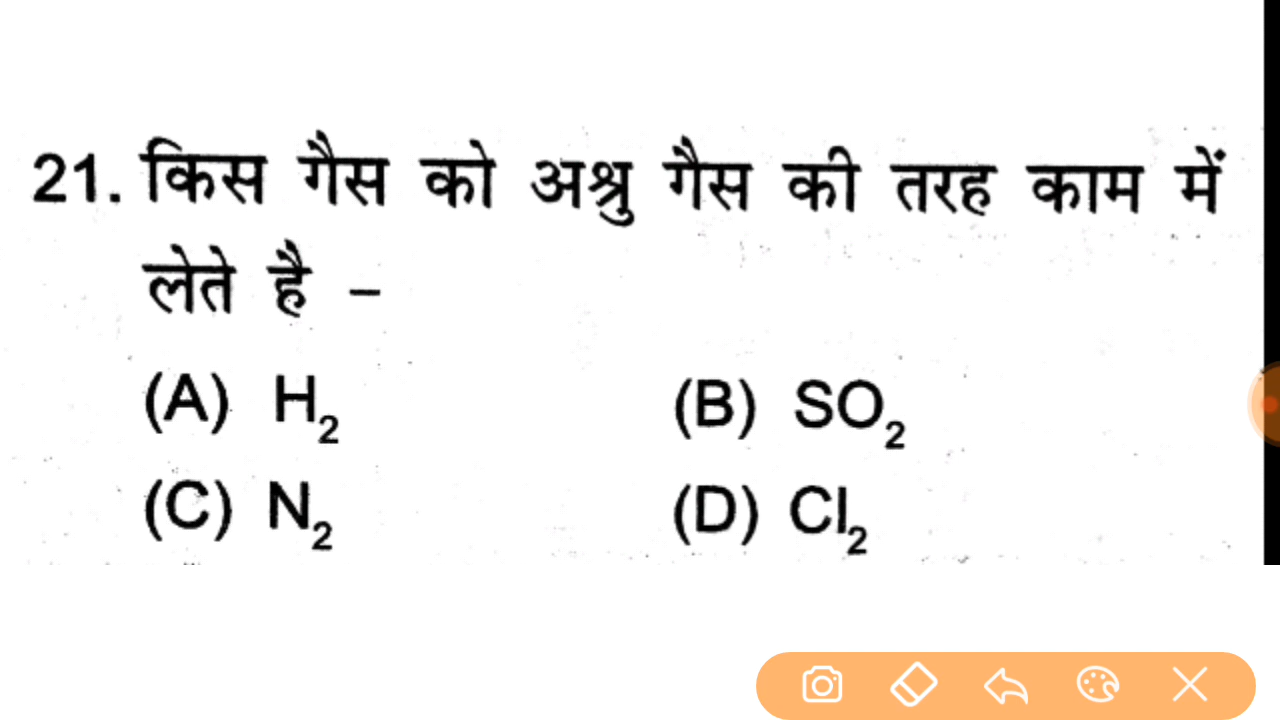 21. किस गैस को अश्रु गैस की तरह काम में
लेते है –
(A) H₂ (B) SO₂
(C) N₂ (D) Cl₂